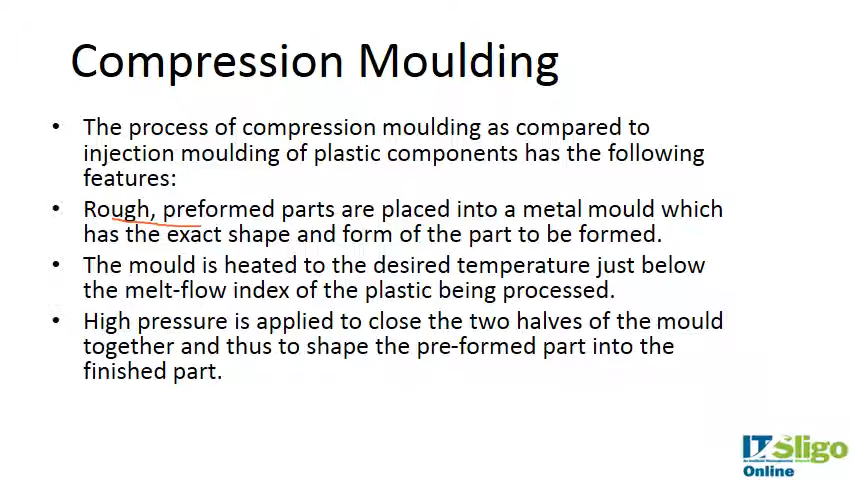 Compression Moulding
• The process of compression moulding as compared to
injection moulding of plastic components has the following
features:
• Rough, preformed parts are placed into a metal mould which
has the exact shape and form of the part to be formed.
• The mould is heated to the desired temperature just below
the melt-flow index of the plastic being processed.
• High pressure is applied to close the two halves of the mould
together and thus to shape the pre-formed part into the
finished part.
ITSligo
Online